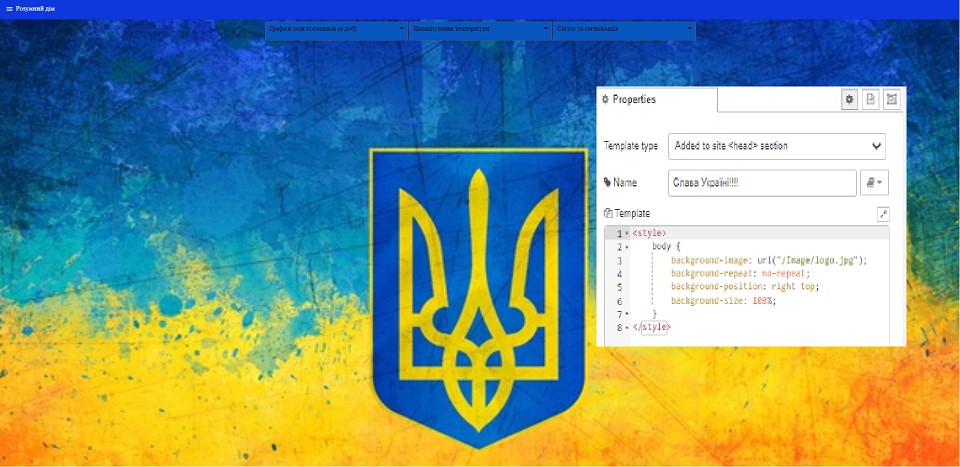 Розумний дім
Графіки змін показників за добу
Налаштування температури
Світло та сигналізація
Properties
Template type
Added to site <head> section
Name
Слава Україні!!!!
Template
1 <style>
2 body {
3 background-image: url("/Image/logo.jpg");
4 background-repeat: no-repeat;
5 background-position: right top;
6 background-size: 100%;
7 }
8 </style>